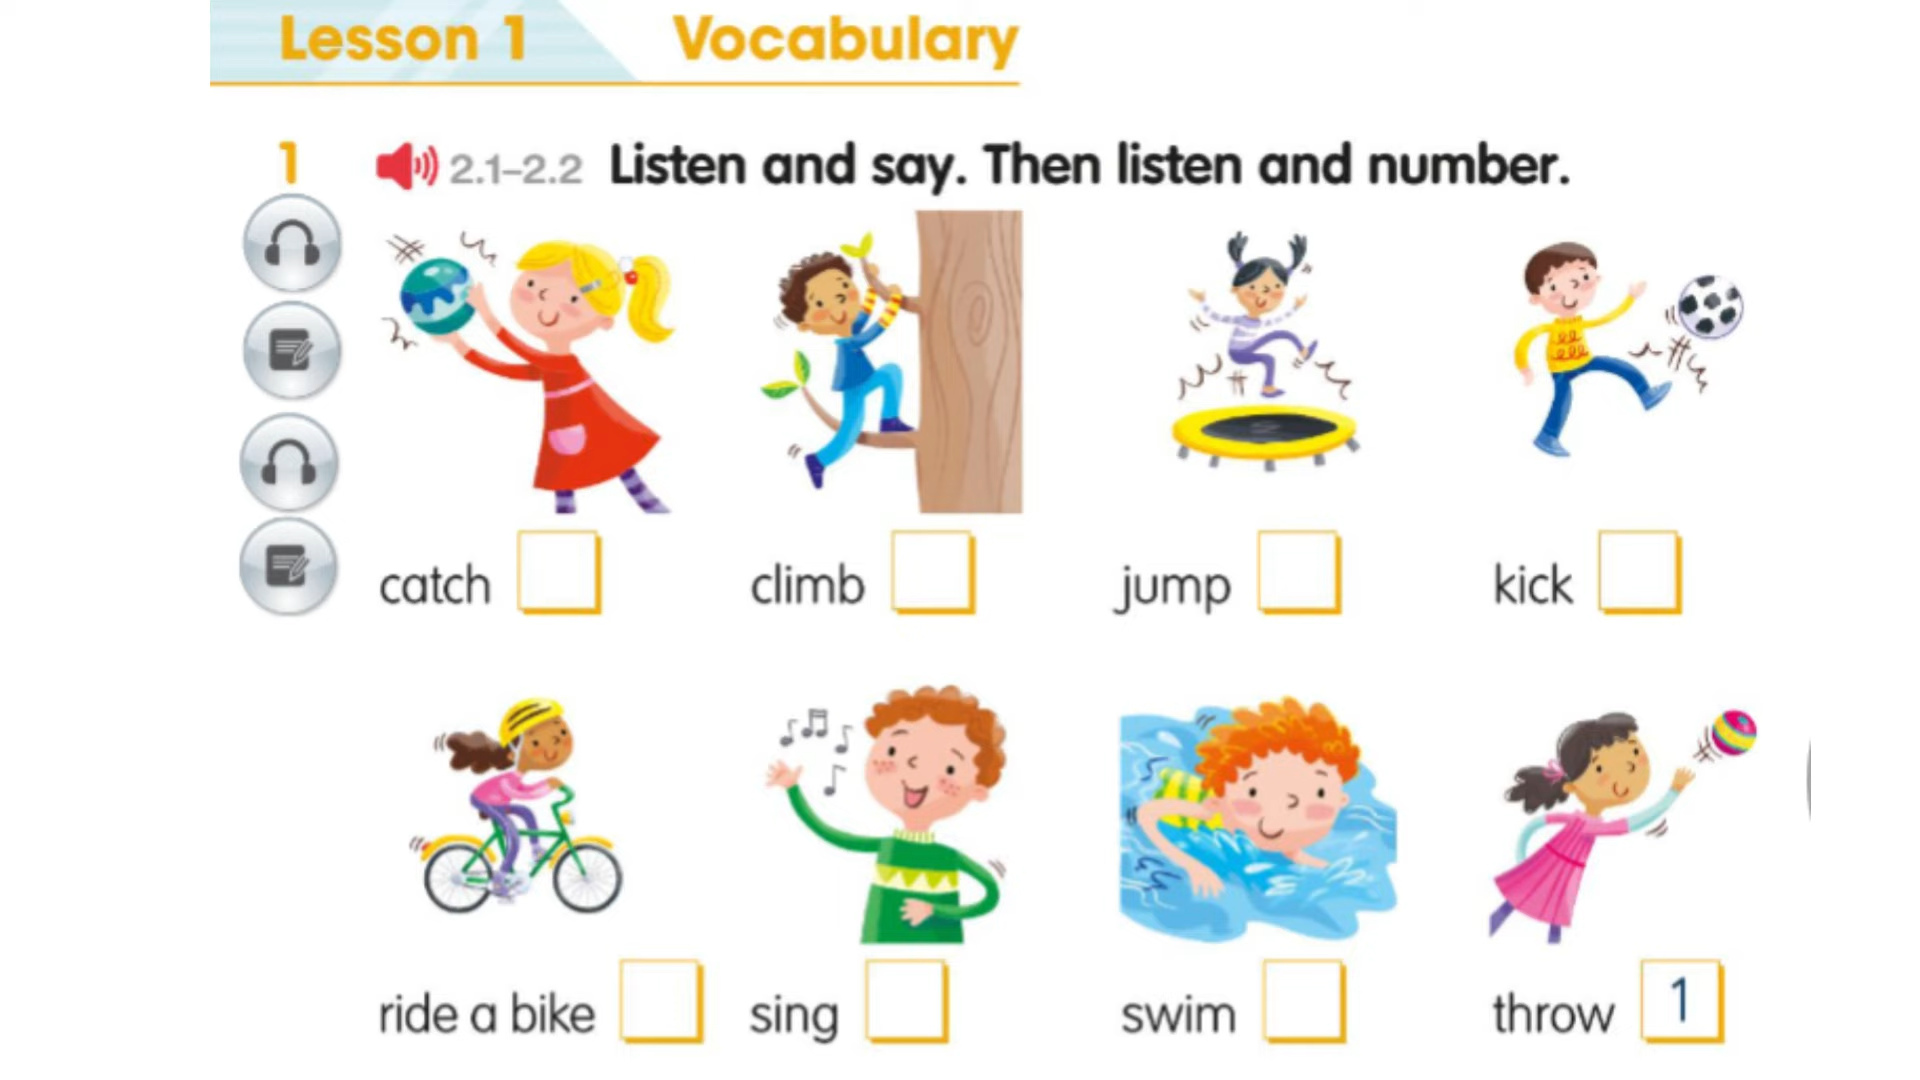 Lesson 1 Vocabulary
1 2.1–2.2 Listen and say. Then listen and number.
catch climb jump kick
ride a bike sing swim throw 1